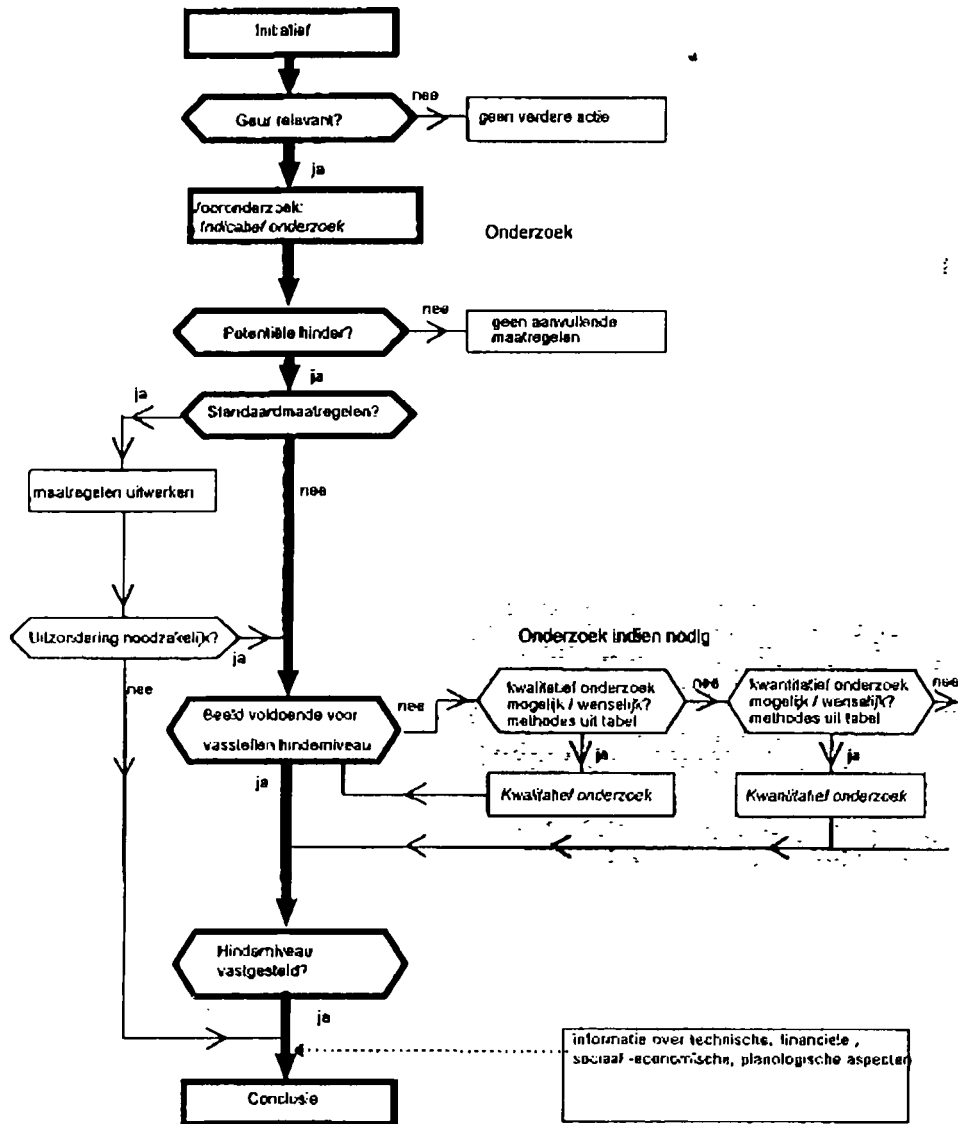 Initiatief
Geur relevant?
nee
geen verdere actie
ja
Vooronderzoek:
Indicatief onderzoek
Onderzoek
Potentiële hinder?
nee
geen aanvullende
maatregelen
ja
Standaardmaatregelen?
ja
nee
maatregelen uitwerken
Uitzondering noodzakelijk?
ja
nee
Onderzoek indien nodig
Beeld voldoende voor
vasstellen hinderniveau
nee
kwalitatief onderzoek
mogelijk / wenselijk?
methodes uit tabel
nee
kwantitatief onderzoek
mogelijk / wenselijk?
methodes uit tabel
nee
ja
ja
ja
Kwalitatief onderzoek
Kwantitatief onderzoek
Hinderniveau
vastgesteld?
ja
informatie over technische, financiele ,
sociaal -economische, planologische aspecten
Conclusie